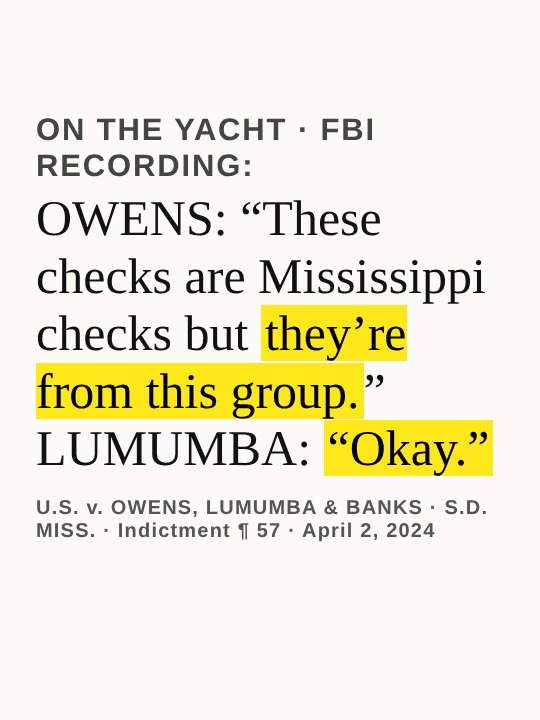 ON THE YACHT · FBI
RECORDING:
OWENS: “These
checks are Mississippi
checks but they’re
from this group.”
LUMUMBA: “Okay.”
U.S. v. OWENS, LUMUMBA & BANKS · S.D.
MISS. · Indictment ¶ 57 · April 2, 2024